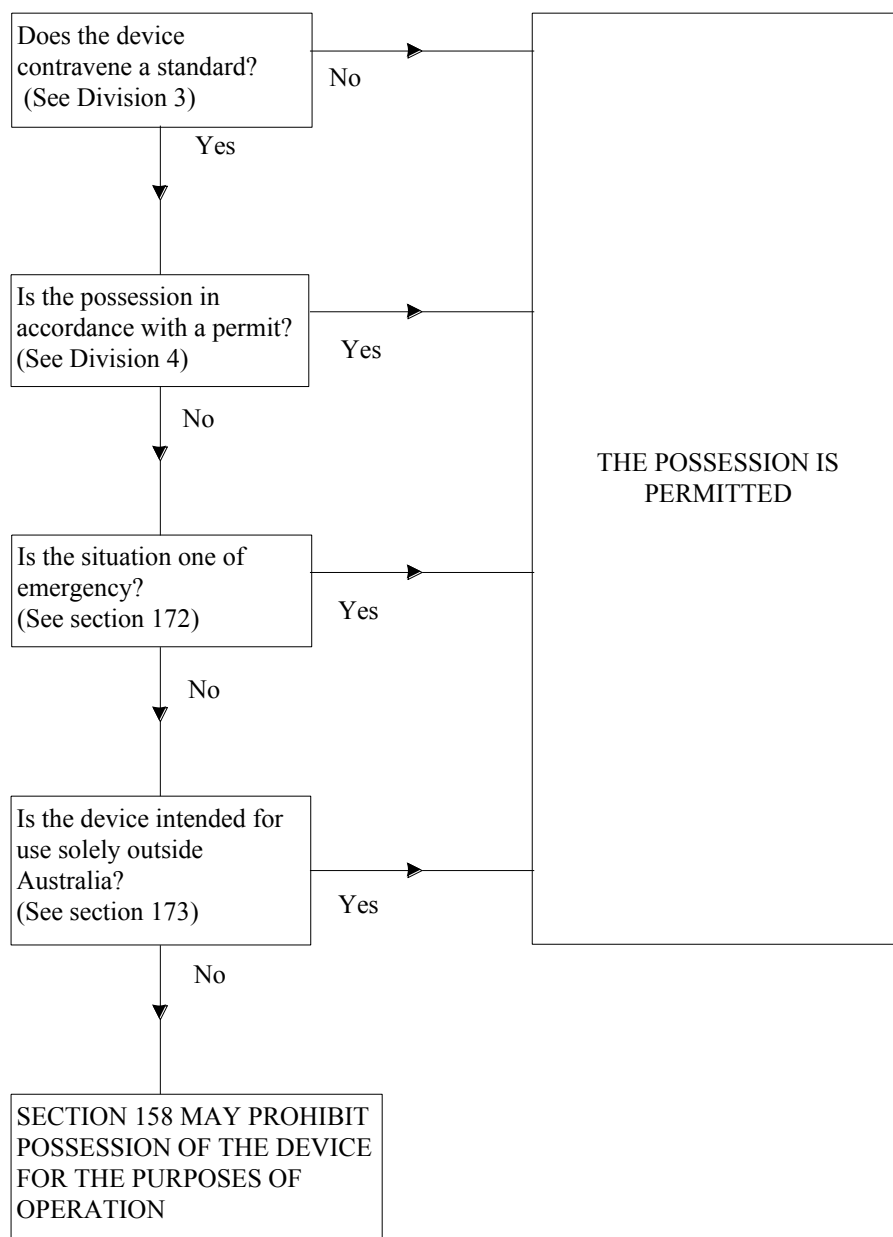 Does the device
contravene a standard?
(See Division 3)
No
Yes
Is the possession in
accordance with a permit?
(See Division 4)
Yes
No
THE POSSESSION IS
PERMITTED
Is the situation one of
emergency?
(See section 172)
Yes
No
Is the device intended for
use solely outside
Australia?
(See section 173)
Yes
No
SECTION 158 MAY PROHIBIT
POSSESSION OF THE DEVICE
FOR THE PURPOSES OF
OPERATION